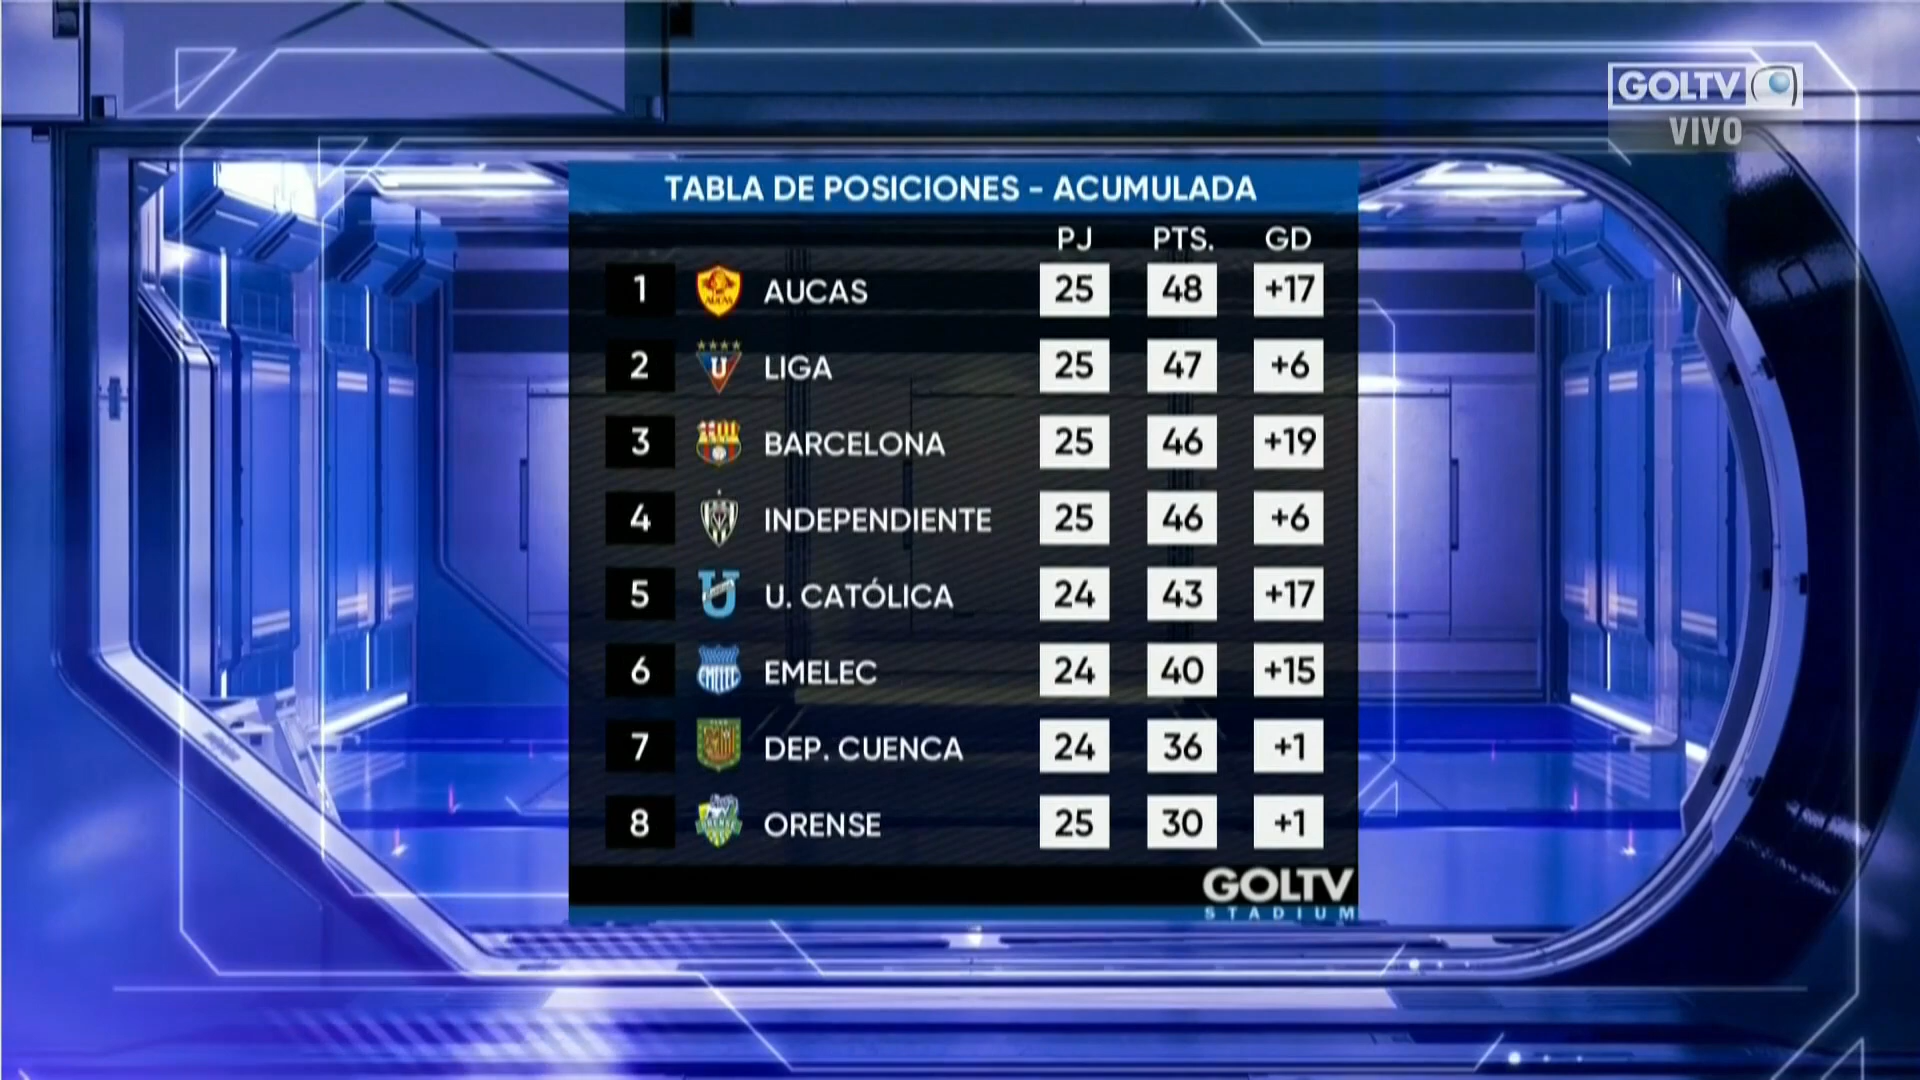 GOLTV
VIVO
TABLA DE POSICIONES - ACUMULADA
PJ PTS. GD
1 AUCAS 25 48 +17
2 LIGA 25 47 +6
3 BARCELONA 25 46 +19
4 INDEPENDIENTE 25 46 +6
5 U. CATÓLICA 24 43 +17
6 EMELEC 24 40 +15
7 DEP. CUENCA 24 36 +1
8 ORENSE 25 30 +1
GOLTV
STADIUM